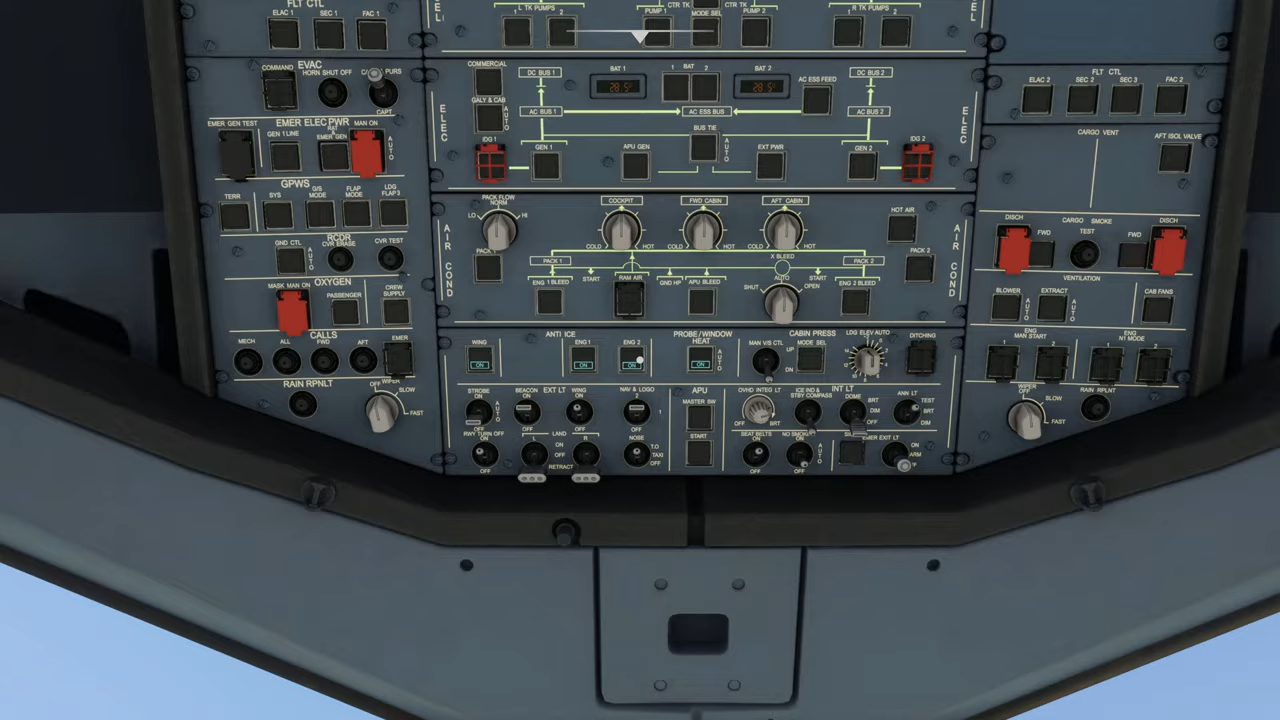 FLT CTL
ELAC 1 SEC 1 FAC 1
EVAC
COMMAND HORN SHUT OFF
CAPT
EMER ELEC PWR
EMER GEN TEST GEN 1 LINE RAT & EMER GEN MAN ON AUTO
GPWS
TERR SYS G/S MODE FLAP MODE LDG FLAP 3
RCDR
GND CTL AUTO CVR ERASE CVR TEST
OXYGEN
MASK MAN ON PASSENGER CREW SUPPLY
CALLS
MECH ALL FWD AFT EMER
RAIN RPNLT
WIPER
OFF SLOW FAST
L TK PUMPS
1 2
CTR TK
PUMP 1 MODE SEL PUMP 2
R TK PUMPS
1 2
ELEC
COMMERCIAL
DC BUS 1 BAT 1 28.5 1 BAT 2 BAT 2 28.5 DC BUS 2
GALY & CAB AUTO
AC BUS 1 AC ESS BUS AC BUS 2
AC ESS FEED
ELEC
IDG 1 GEN 1 APU GEN BUS TIE AUTO EXT PWR GEN 2 IDG 2
AIR COND
PACK FLOW
NORM
LO HI
COCKPIT FWD CABIN AFT CABIN
COLD HOT COLD HOT COLD HOT
HOT AIR
AIR COND
PACK 1 X BLEED PACK 2
START AUTO START
SHUT OPEN
ENG 1 BLEED RAM AIR GND HP APU BLEED ENG 2 BLEED
ANTI ICE
WING ENG 1 ENG 2
ON ON ON
PROBE/WINDOW
HEAT
ON AUTO
CABIN PRESS
MAN V/S CTL UP DN MODE SEL LDG ELEV AUTO DITCHING
EXT LT
STROBE BEACON WING NAV & LOGO
ON ON ON 2
AUTO 1
OFF OFF OFF OFF
RWY TURN OFF LAND NOSE
ON L R T.O
ON TAXI
OFF OFF OFF
RETRACT
APU
MASTER SW
START
INT LT
OVHD INTEG LT ICE IND & STBY COMPASS DOME ANN LT
OFF BRT BRT DIM OFF TEST BRT DIM
SEAT BELTS NO SMOKING EMER EXIT LT
ON ON ON
AUTO ARM
OFF OFF
FLT CTL
ELAC 2 SEC 2 SEC 3 FAC 2
CARGO VENT
AFT ISOL VALVE
DISCH CARGO SMOKE DISCH
FWD TEST FWD
VENTILATION
BLOWER AUTO EXTRACT AUTO CAB FANS
ENG
MAN START
1 2
ENG
N1 MODE
1 2
WIPER
OFF SLOW FAST
RAIN RPLNT